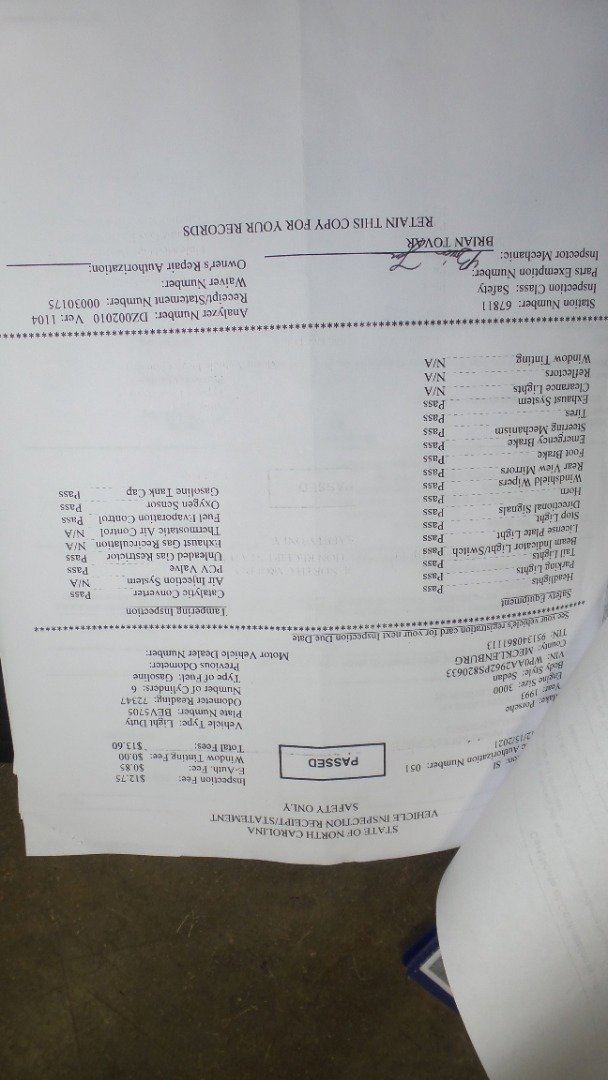 STATE OF NORTH CAROLINA
VEHICLE INSPECTION RECEIPT/STATEMENT
SAFETY ONLY
SI
Authorization Number: 051
12/13/2021
PASSED
Inspection Fee: $12.75
E-Auth. Fee: $0.85
Window Tinting Fee: $0.00
Total Fees: $13.60
Make: Porsche
Year: 1993
Engine Size: 3000
Body Style: Sedan
VIN: WP0AA2962PS820633
County: MECKLENBURG
TIN: 951340861113
Vehicle Type: Light Duty
Plate Number: BEV5705
Odometer Reading: 72347
Number of Cylinders: 6
Type of Fuel: Gasoline
Previous Odometer:
Motor Vehicle Dealer Number:
See your vehicle's registration card for your next Inspection Due Date
Safety Equipment
Headlights Pass
Parking Lights Pass
Tail Lights Pass
Beam Indicator Light/Switch Pass
License Plate Light Pass
Stop Light Pass
Directional Signals Pass
Horn Pass
Windshield Wipers Pass
Rear View Mirrors Pass
Foot Brake Pass
Emergency Brake Pass
Steering Mechanism Pass
Tires Pass
Exhaust System Pass
Clearance Lights N/A
Reflectors N/A
Window Tinting N/A
Tampering Inspection
Catalytic Converter Pass
Air Injection System N/A
PCV Valve Pass
Unleaded Gas Restrictor Pass
Exhaust Gas Recirculation N/A
Thermostatic Air Control N/A
Fuel Evaporation Control Pass
Oxygen Sensor Pass
Gasoline Tank Cap Pass
Station Number: 67811
Inspection Class: Safety
Parts Exemption Number:
Inspector Mechanic:
BRIAN TOVAR
Analyzer Number: DZ002010 Ver: 1104
Receipt/Statement Number: 00030175
Waiver Number:
Owner's Repair Authorization:
RETAIN THIS COPY FOR YOUR RECORDS